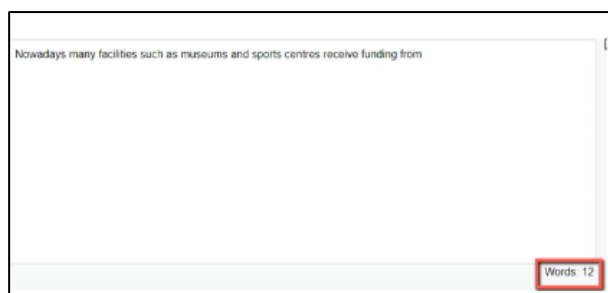 Nowadays many facilities such as museums and sports centres receive funding from
Words: 12